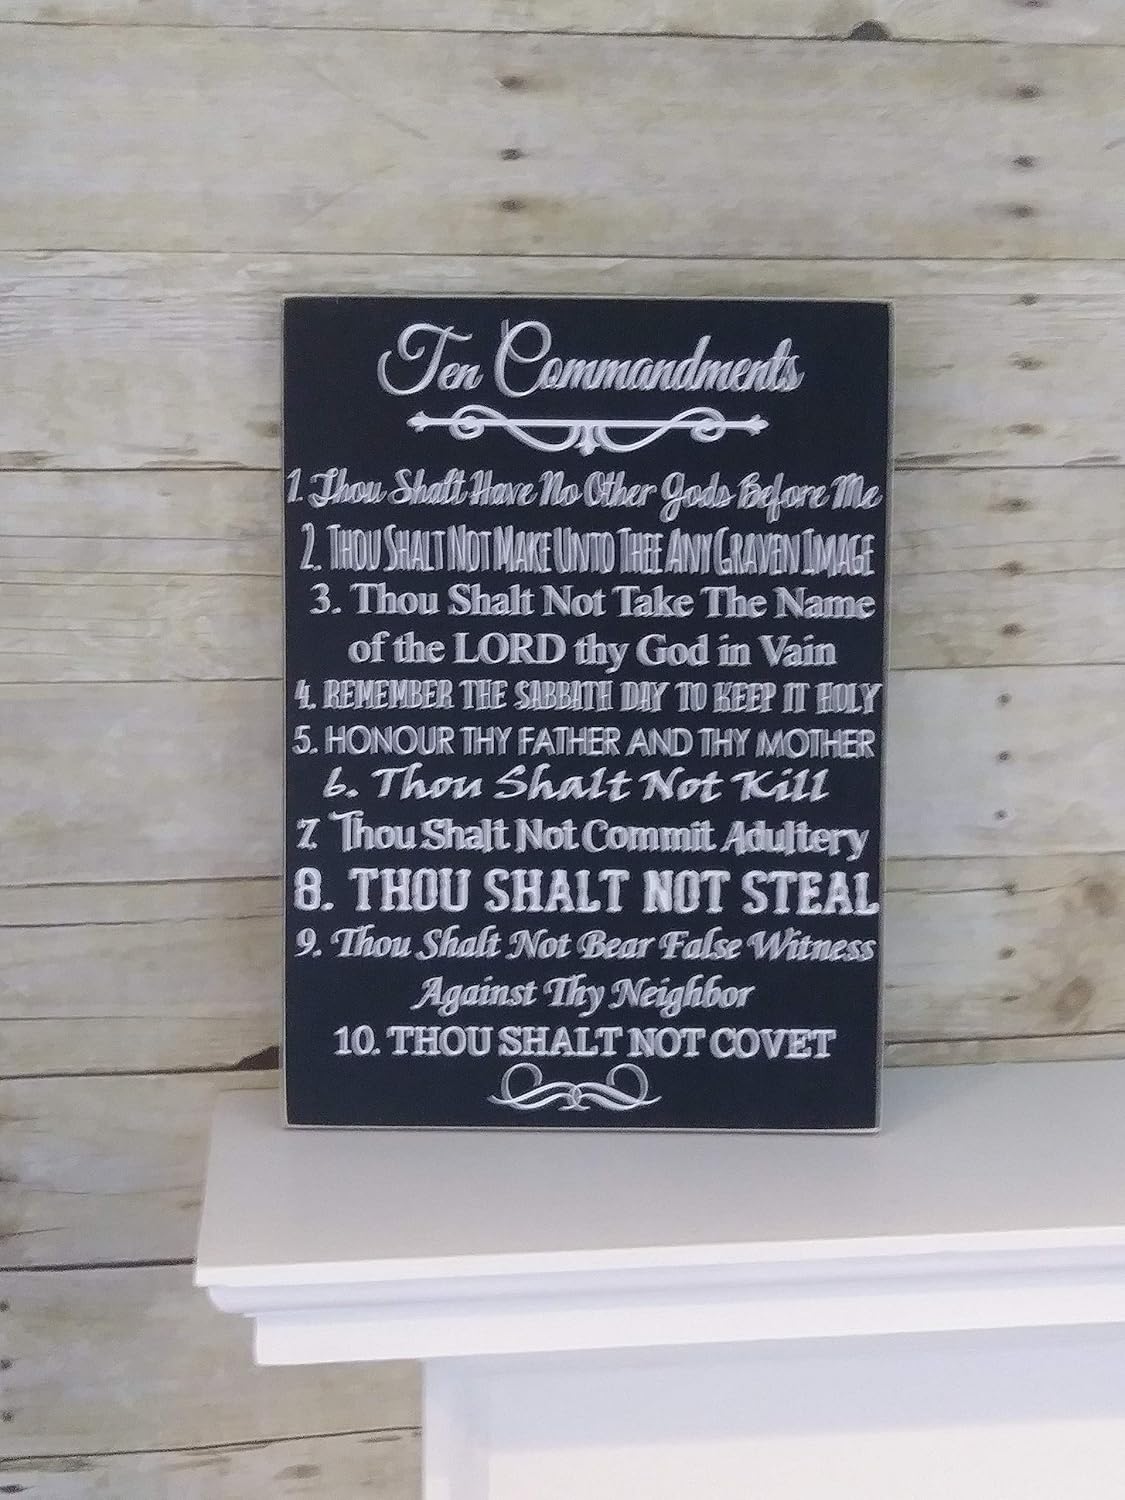 Ten Commandments
1. Thou Shalt Have No Other Gods Before Me
2. THOU SHALT NOT MAKE UNTO THEE ANY GRAVEN IMAGE
3. Thou Shalt Not Take The Name
of the LORD thy God in Vain
4. REMEMBER THE SABBATH DAY TO KEEP IT HOLY
5. HONOUR THY FATHER AND THY MOTHER
6. Thou Shalt Not Kill
7. Thou Shalt Not Commit Adultery
8. THOU SHALT NOT STEAL
9. Thou Shalt Not Bear False Witness
Against Thy Neighbor
10. THOU SHALT NOT COVET